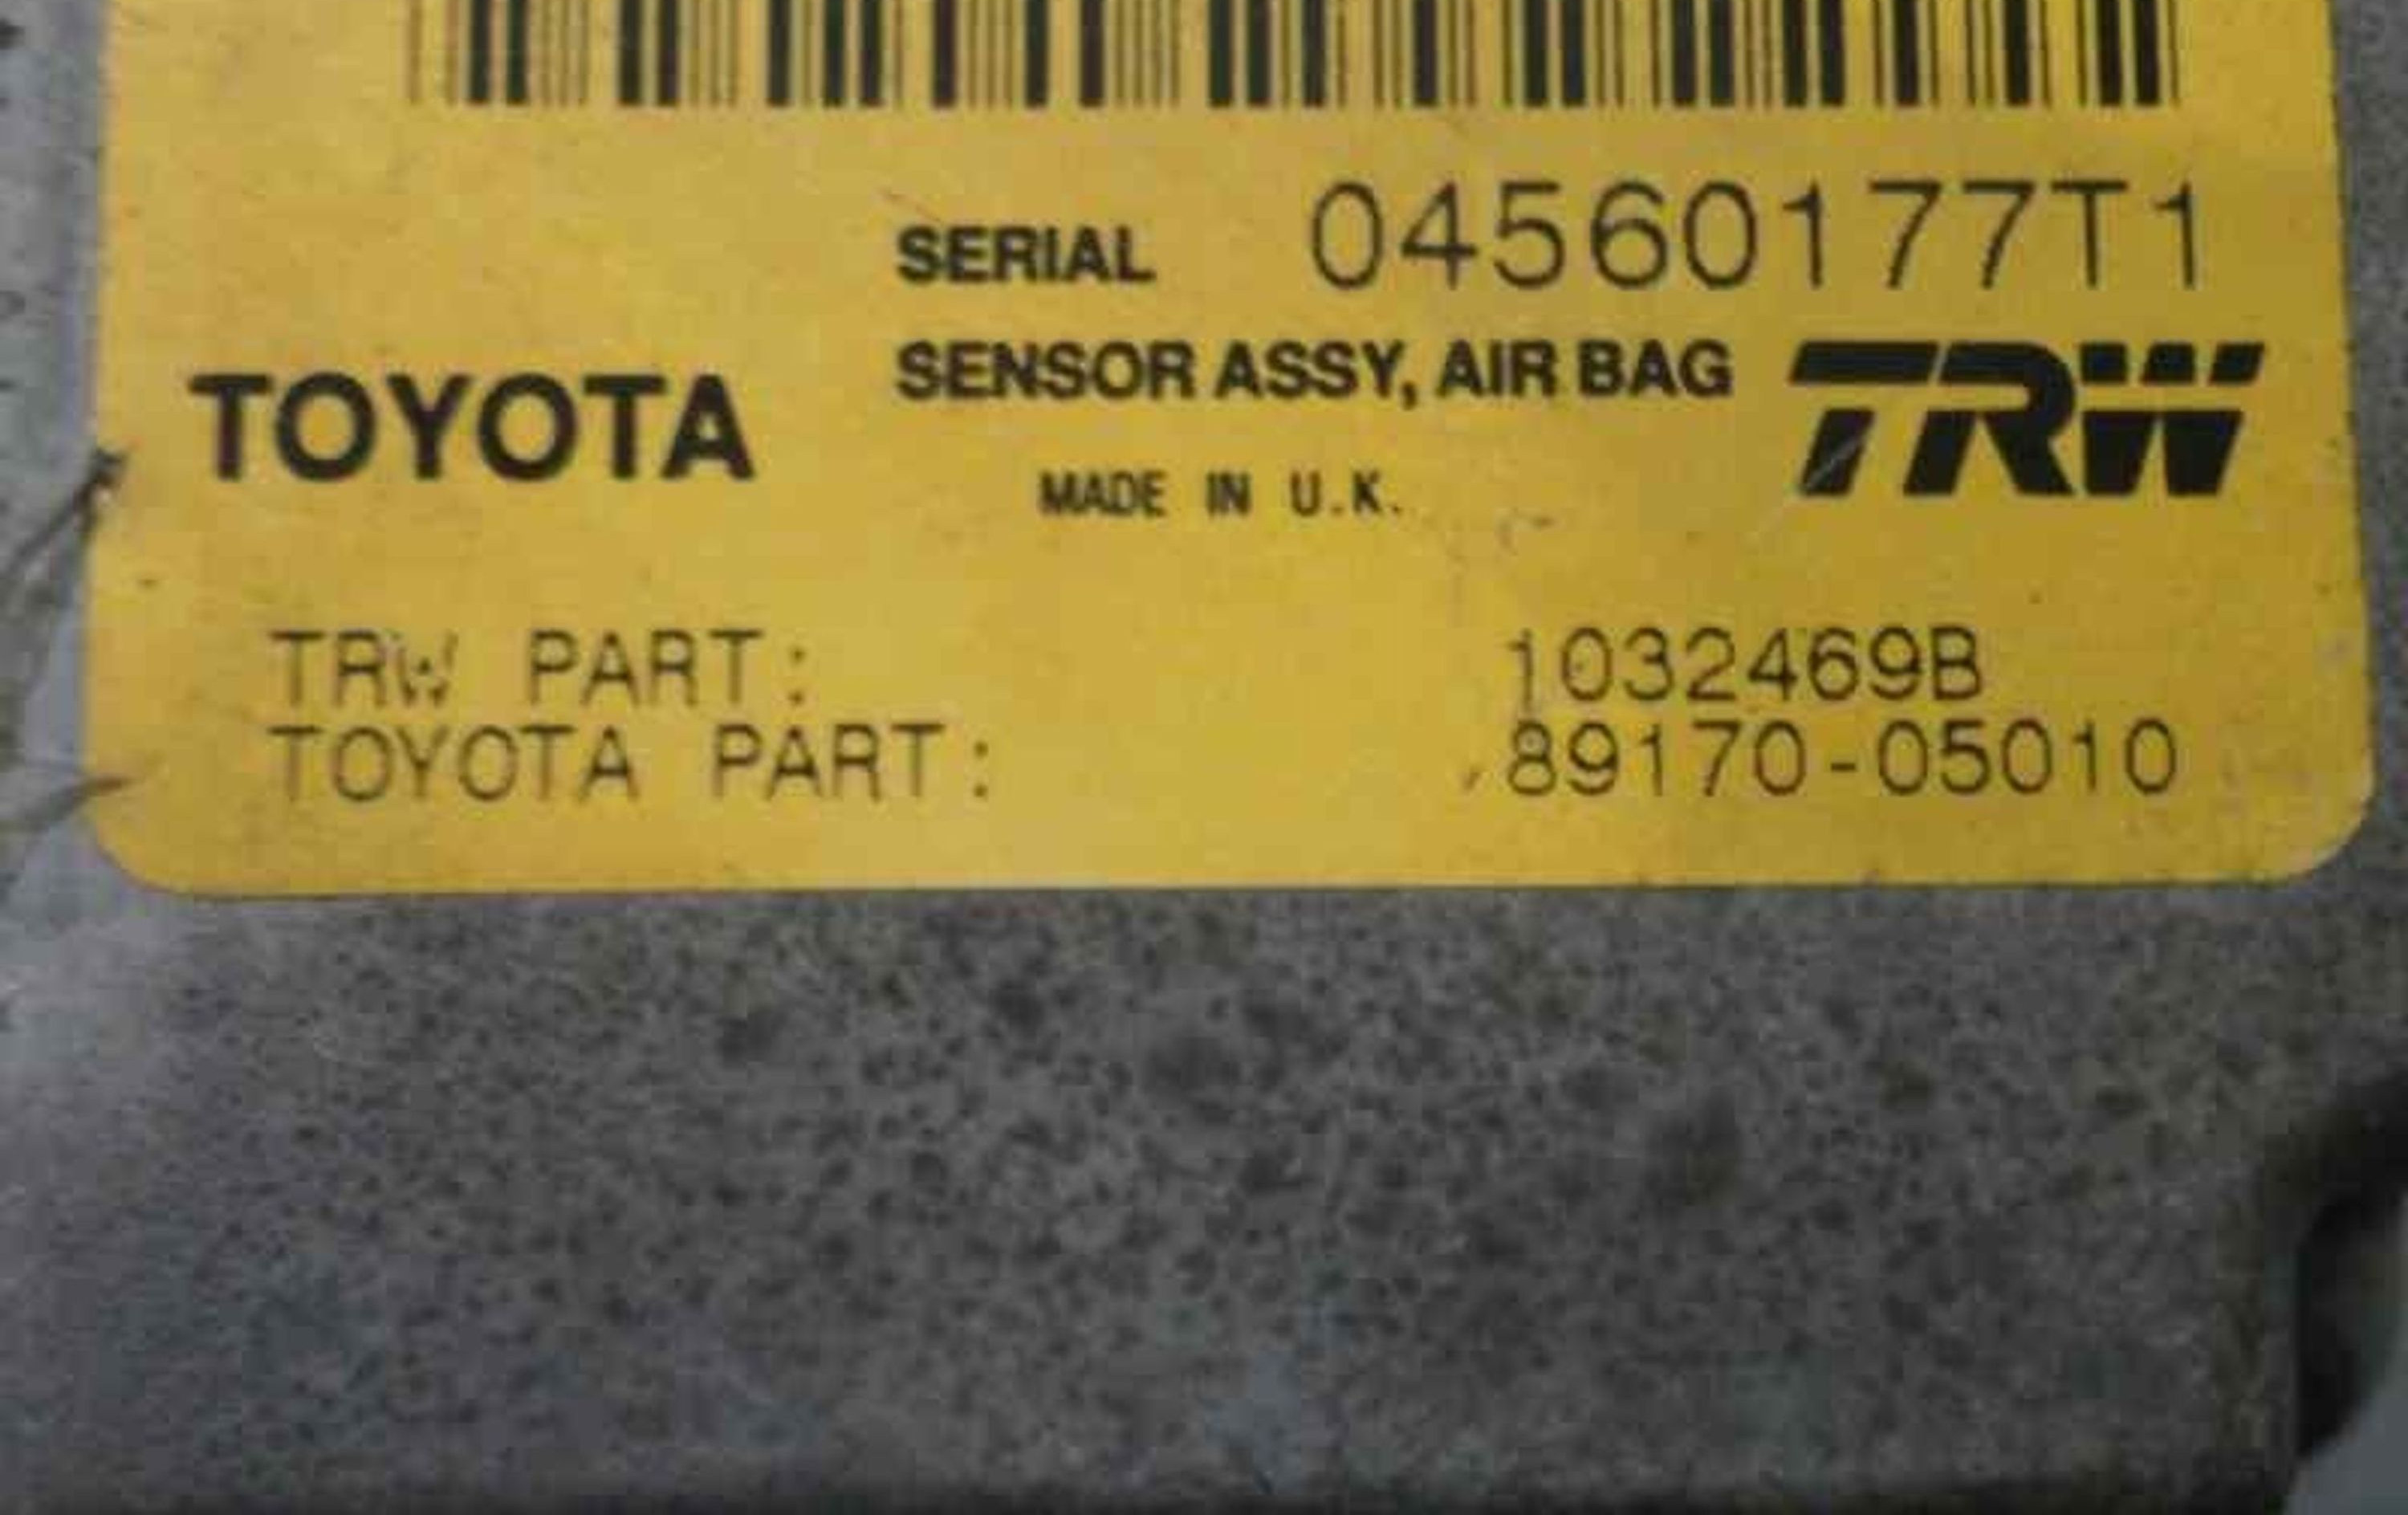 SERIAL 04560177T1
TOYOTA SENSOR ASSY, AIR BAG TRW
MADE IN U.K.
TRW PART: 1032469B
TOYOTA PART: 89170-05010